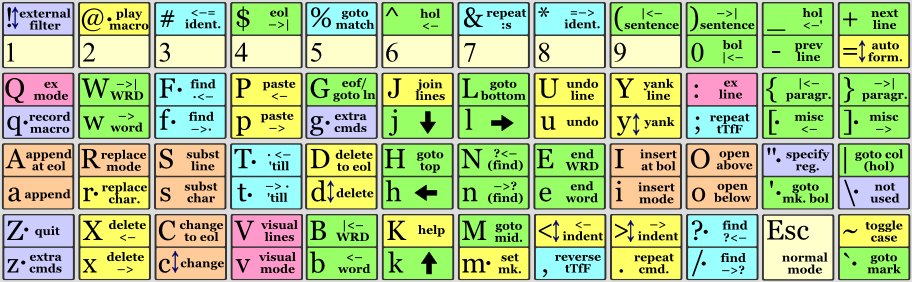 ! external
filter
1
@· play
macro
2
# <-=
ident.
3
$ eol
->|
4
% goto
match
5
^ hol
<-
6
& repeat
:s
7
* =->
ident.
8
( |<-
sentence
9
) ->|
sentence
0 bol
|<-
_ hol
<-'
- prev
line
+ next
line
= auto
form.
Q ex
mode
q· record
macro
W ->|
WRD
w ->
word
F· find
·<-
f· find
->·
P paste
<-
p paste
->
G eof/
goto ln
g· extra
cmds
J join
lines
j
L goto
bottom
l
U undo
line
u undo
Y yank
line
y yank
: ex
line
; repeat
tTfF
{ |<-
paragr.
[· misc
<-
} ->|
paragr.
]· misc
->
A append
at eol
a append
R replace
mode
r· replace
char.
S subst
line
s subst
char
T· ·<-
'till
t· ->·
'till
D delete
to eol
d delete
H goto
top
h
N ?<-
(find)
n ->?
(find)
E end
WRD
e end
word
I insert
at bol
i insert
mode
O open
above
o open
below
"· specify
reg.
'· goto
mk. bol
| goto col
(hol)
\· not
used
Z· quit
z· extra
cmds
X delete
<-
x delete
->
C change
to eol
c change
V visual
lines
v visual
mode
B |<-
WRD
b <-
word
K help
k
M goto
mid.
m· set
mk.
< <-
indent
, reverse
tTfF
> ->
indent
. repeat
cmd.
?· find
?<-
/· find
->?
Esc
normal
mode
~ toggle
case
`· goto
mark